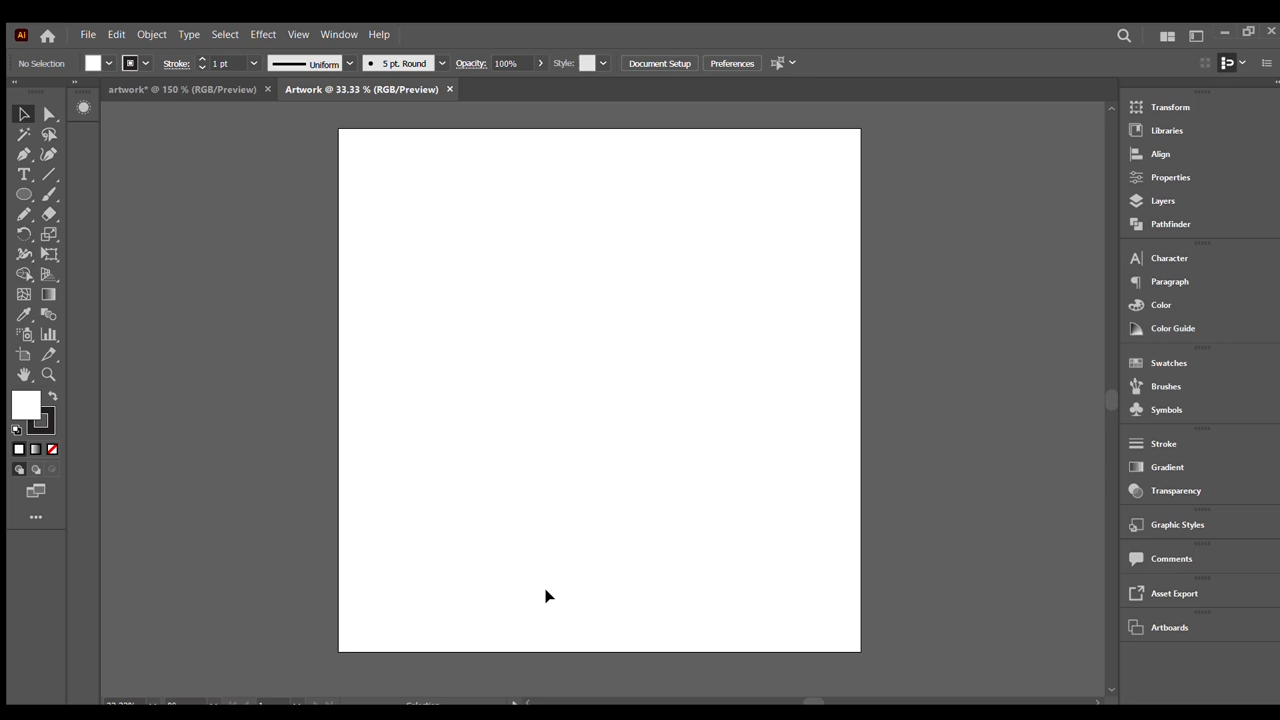 Ai File Edit Object Type Select Effect View Window Help
No Selection Stroke: 1 pt Uniform 5 pt. Round Opacity: 100% Style: Document Setup Preferences
artwork* @ 150 % (RGB/Preview) × Artwork @ 33.33 % (RGB/Preview) ×
Transform
Libraries
Align
Properties
Layers
Pathfinder
Character
Paragraph
Color
Color Guide
Swatches
Brushes
Symbols
Stroke
Gradient
Transparency
Graphic Styles
Comments
Asset Export
Artboards
Selection